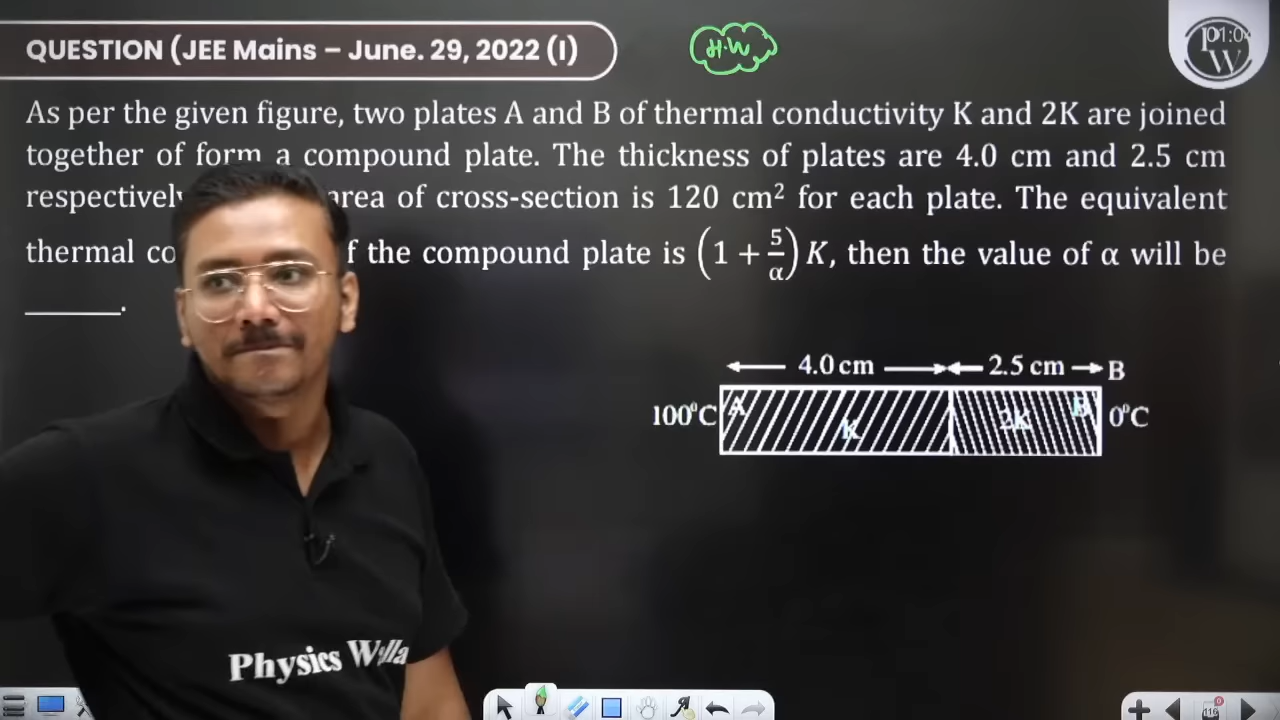 QUESTION (JEE Mains – June. 29, 2022 (I)
H.W
As per the given figure, two plates A and B of thermal conductivity K and 2K are joined
together of form a compound plate. The thickness of plates are 4.0 cm and 2.5 cm
area of cross-section is 120 cm² for each plate. The equivalent
thermal f the compound plate is (1 + 5/α) K, then the value of α will be
______.
4.0 cm 2.5 cm B
100°C A K 2K B 0°C
Physics Walla
116